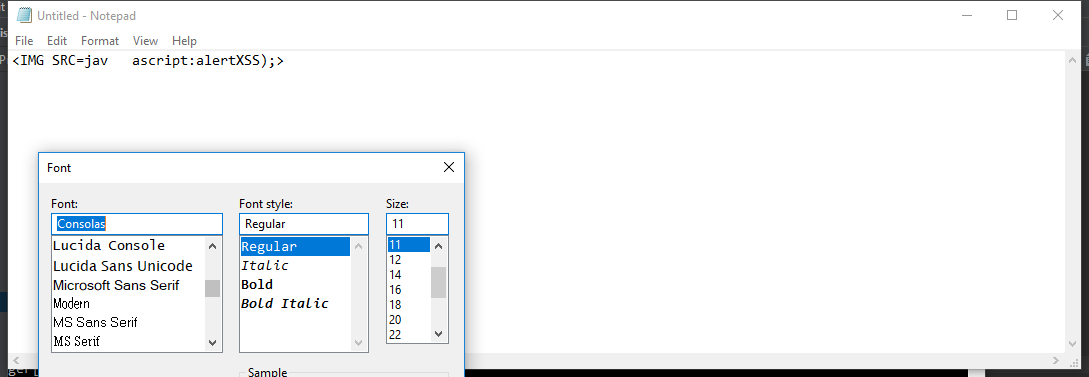 Untitled - Notepad
File Edit Format View Help
<IMG SRC=jav   ascript:alertXSS);>
Font
Font: Font style: Size:
Consolas Regular 11
Lucida Console Regular 11
Lucida Sans Unicode Italic 12
Microsoft Sans Serif Bold 14
Modern Bold Italic 16
MS Sans Serif 18
MS Serif 20
22
Sample